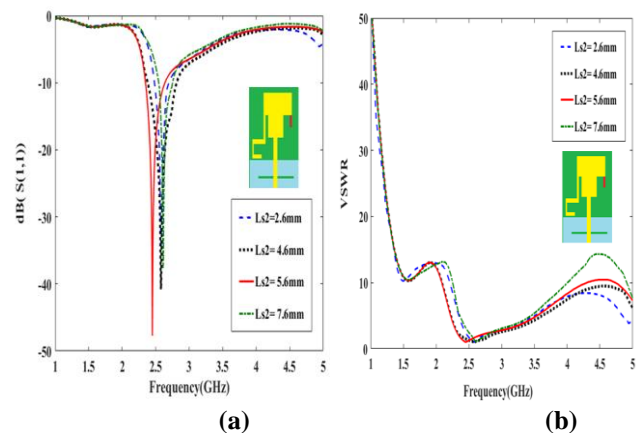 0
-10
-20
-30
-40
-50
dB( S(1,1))
Ls2=2.6mm
Ls2= 4.6mm
Ls2=5.6mm
Ls2=7.6mm
1 1.5 2 2.5 3 3.5 4 4.5 5
Frequency(GHz)
(a)
50
40
30
20
10
0
VSWR
Ls2= 2.6mm
Ls2= 4.6mm
Ls2= 5.6mm
Ls2= 7.6mm
1 1.5 2 2.5 3 3.5 4 4.5 5
Frequency(GHz)
(b)